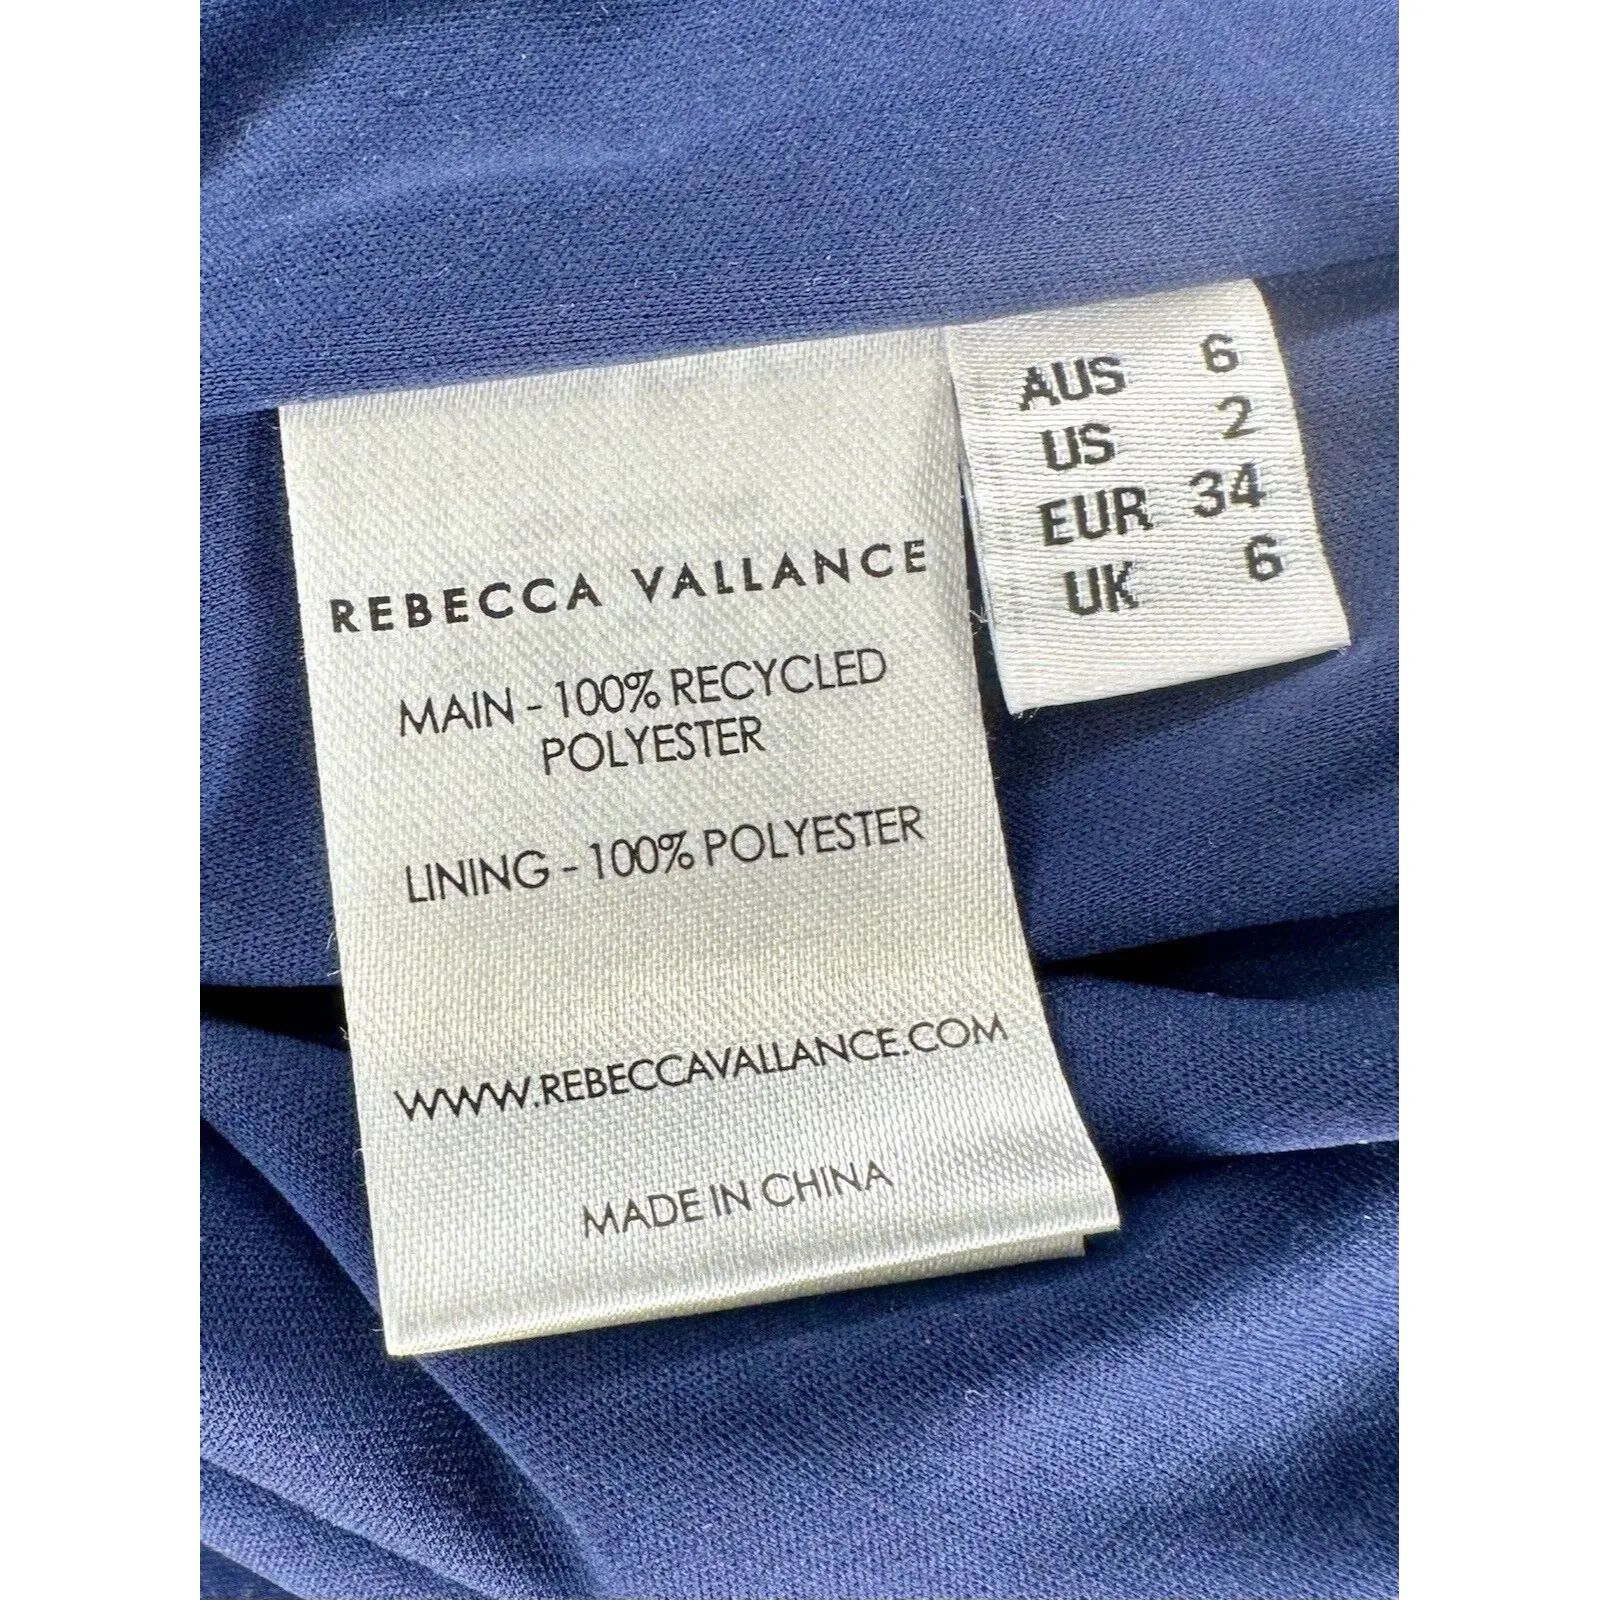 REBECCA VALLANCE
MAIN - 100% RECYCLED
POLYESTER
LINING - 100% POLYESTER
WWW.REBECCAVALLANCE.COM
MADE IN CHINA
AUS 6
US 2
EUR 34
UK 6